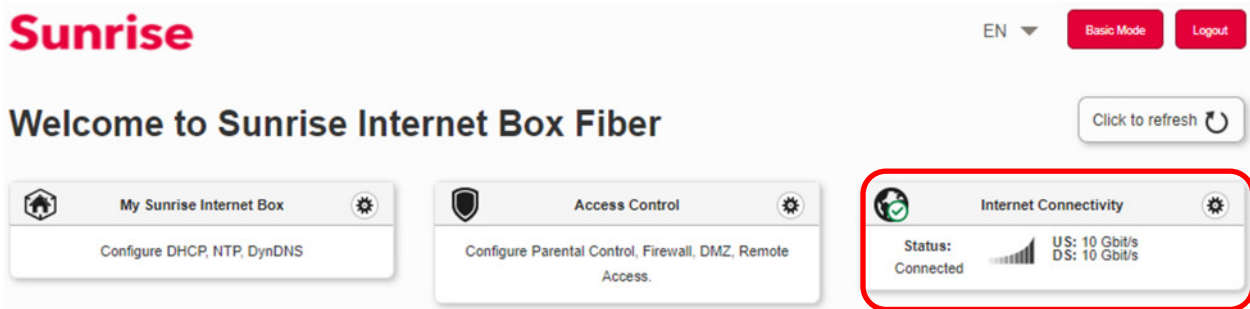 Sunrise
EN
Basic Mode
Logout
Welcome to Sunrise Internet Box Fiber
Click to refresh
My Sunrise Internet Box
Configure DHCP, NTP, DynDNS
Access Control
Configure Parental Control, Firewall, DMZ, Remote
Access.
Internet Connectivity
Status:
Connected
US: 10 Gbit/s
DS: 10 Gbit/s